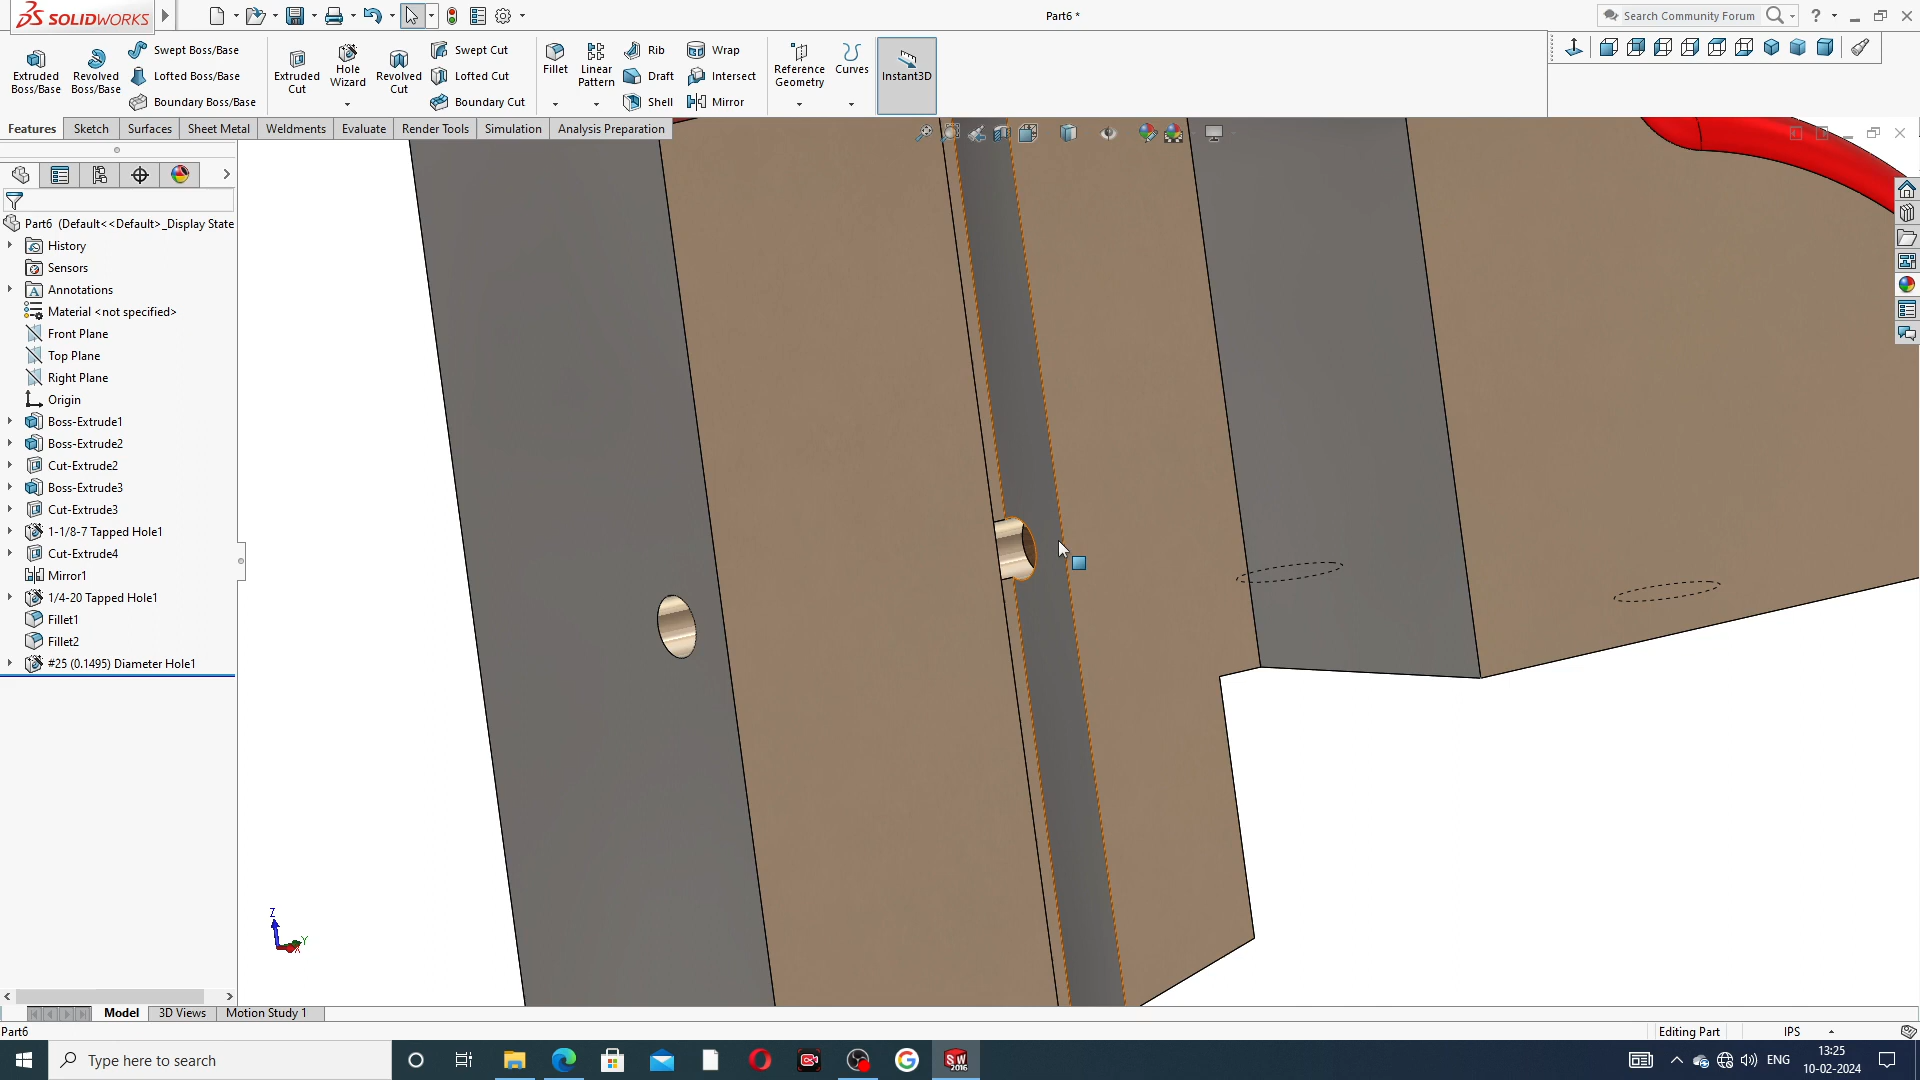 SOLIDWORKS
Part6 *
Search Community Forum
?
Extruded Boss/Base
Revolved Boss/Base
Swept Boss/Base
Lofted Boss/Base
Boundary Boss/Base
Extruded Cut
Hole Wizard
Revolved Cut
Swept Cut
Lofted Cut
Boundary Cut
Fillet
Linear Pattern
Rib
Draft
Shell
Wrap
Intersect
Mirror
Reference Geometry
Curves
Instant3D
Features
Sketch
Surfaces
Sheet Metal
Weldments
Evaluate
Render Tools
Simulation
Analysis Preparation
Part6 (Default<<Default>_Display State
History
Sensors
Annotations
Material <not specified>
Front Plane
Top Plane
Right Plane
Origin
Boss-Extrude1
Boss-Extrude2
Cut-Extrude2
Boss-Extrude3
Cut-Extrude3
1-1/8-7 Tapped Hole1
Cut-Extrude4
Mirror1
1/4-20 Tapped Hole1
Fillet1
Fillet2
#25 (0.1495) Diameter Hole1
Z
Y
X
Model
3D Views
Motion Study 1
Part6
Editing Part
IPS
Type here to search
SW
2016
ENG
13:25
10-02-2024